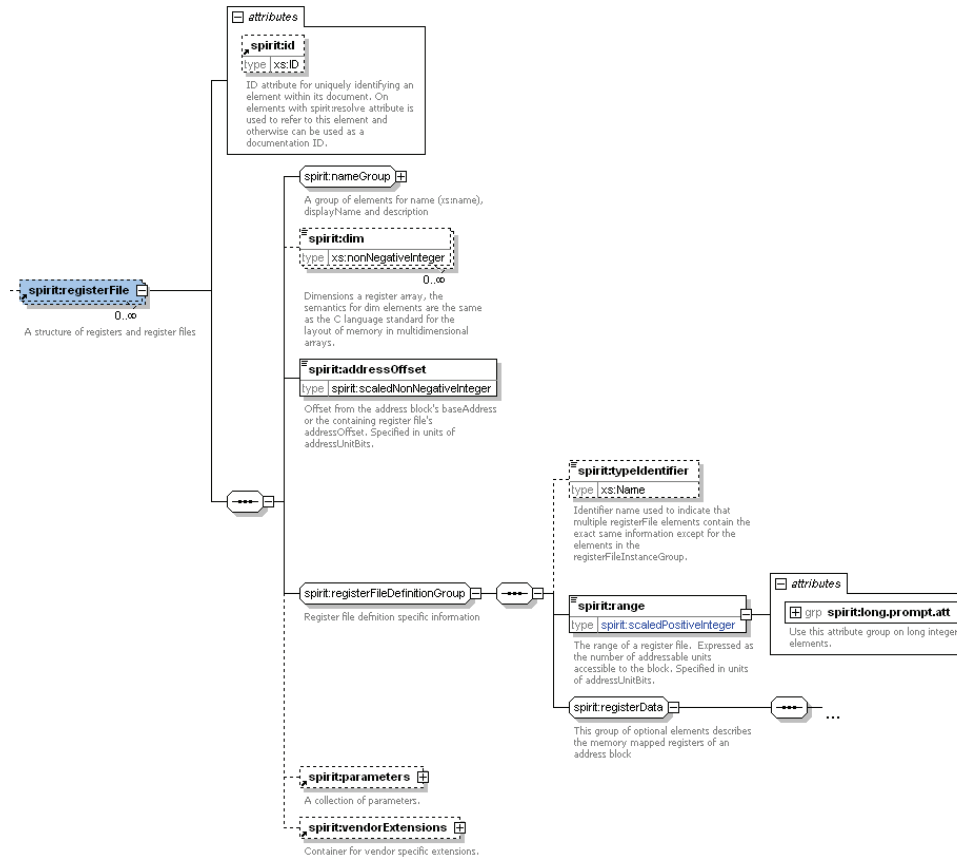 attributes
spirit:id
type xs:ID
ID attribute for uniquely identifying an
element within its document. On
elements with spirit:resolve attribute is
used to refer to this element and
otherwise can be used as a
documentation ID.
spirit:nameGroup
A group of elements for name (xs:name),
displayName and description
spirit:dim
type xs:nonNegativeInteger
0..∞
Dimensions a register array, the
semantics for dim elements are the same
as the C language standard for the
layout of memory in multidimensional
arrays.
spirit:registerFile
0..∞
A structure of registers and register files
spirit:addressOffset
type spirit:scaledNonNegativeInteger
Offset from the address block's baseAddress
or the containing register file's
addressOffset. Specified in units of
addressUnitBits.
spirit:typeIdentifier
type xs:Name
Identifier name used to indicate that
multiple registerFile elements contain the
exact same information except for the
elements in the
registerFileInstanceGroup.
spirit:registerFileDefinitionGroup
Register file defnition specific information
spirit:range
type spirit:scaledPositiveInteger
The range of a register file. Expressed as
the number of addressable units
accessible to the block. Specified in units
of addressUnitBits.
attributes
grp spirit:long.prompt.att
Use this attribute group on long integer
elements.
spirit:registerData
...
This group of optional elements describes
the memory mapped registers of an
address block
spirit:parameters
A collection of parameters.
spirit:vendorExtensions
Container for vendor specific extensions.